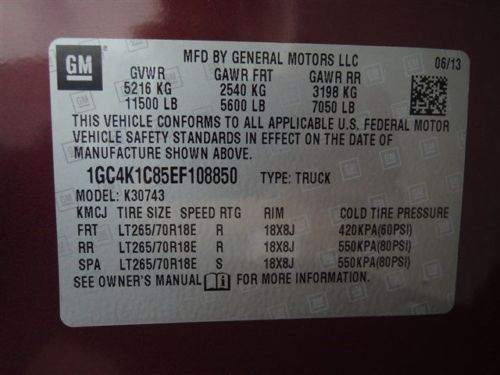 GM
MFD BY GENERAL MOTORS LLC 06/13
GVWR GAWR FRT GAWR RR
5216 KG 2540 KG 3198 KG
11500 LB 5600 LB 7050 LB
THIS VEHICLE CONFORMS TO ALL APPLICABLE U.S. FEDERAL MOTOR
VEHICLE SAFETY STANDARDS IN EFFECT ON THE DATE OF
MANUFACTURE SHOWN ABOVE.
1GC4K1C85EF108850 TYPE: TRUCK
MODEL: K30743
KMCJ TIRE SIZE SPEED RTG RIM COLD TIRE PRESSURE
FRT LT265/70R18E R 18X8J 420KPA(60PSI)
RR LT265/70R18E R 18X8J 550KPA(80PSI)
SPA LT265/70R18E S 18X8J 550KPA(80PSI)
SEE OWNER'S MANUAL FOR MORE INFORMATION.